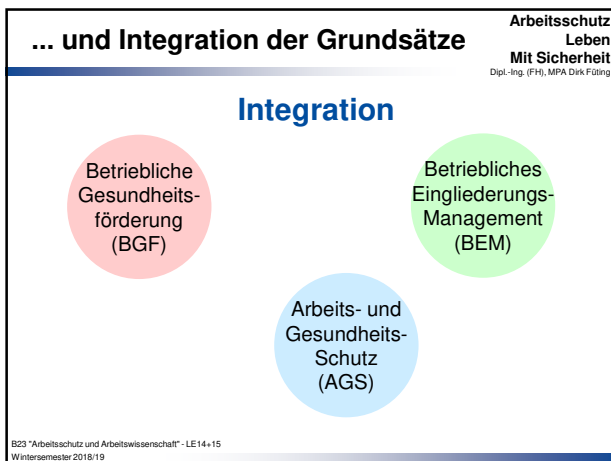 ... und Integration der Grundsätze
Arbeitsschutz
Leben
Mit Sicherheit
Dipl.-Ing. (FH), MPA Dirk Füting
Integration
Betriebliche
Gesundheits-
förderung
(BGF)
Betriebliches
Eingliederungs-
Management
(BEM)
Arbeits- und
Gesundheits-
Schutz
(AGS)
B23 "Arbeitsschutz und Arbeitswissenschaft" - LE14+15
Wintersemester 2018/19